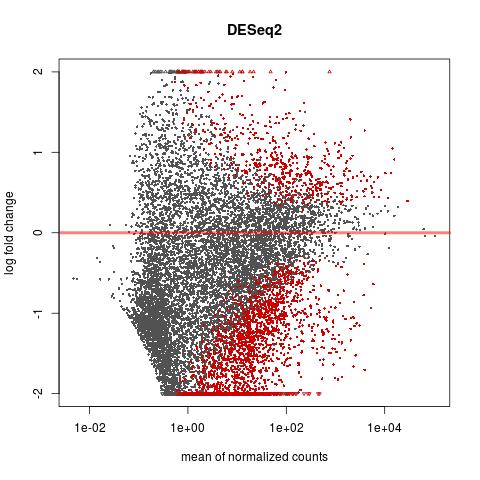 DESeq2
2
1
0
-1
-2
log fold change
1e-02
1e+00
1e+02
1e+04
mean of normalized counts